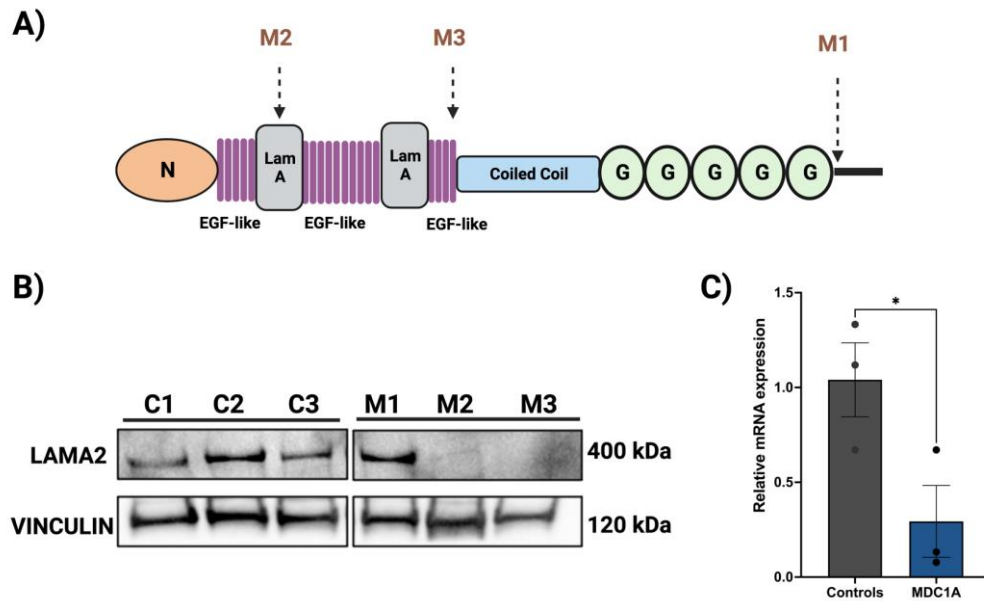 A)
M2 M3 M1
N
Lam
A
Lam
A
Coiled Coil
G G G G G
EGF-like EGF-like EGF-like
B)
C1 C2 C3 M1 M2 M3
LAMA2 400 kDa
VINCULIN 120 kDa
C)
1.5
*
1.0
0.5
0.0
Relative mRNA expression
Controls MDC1A